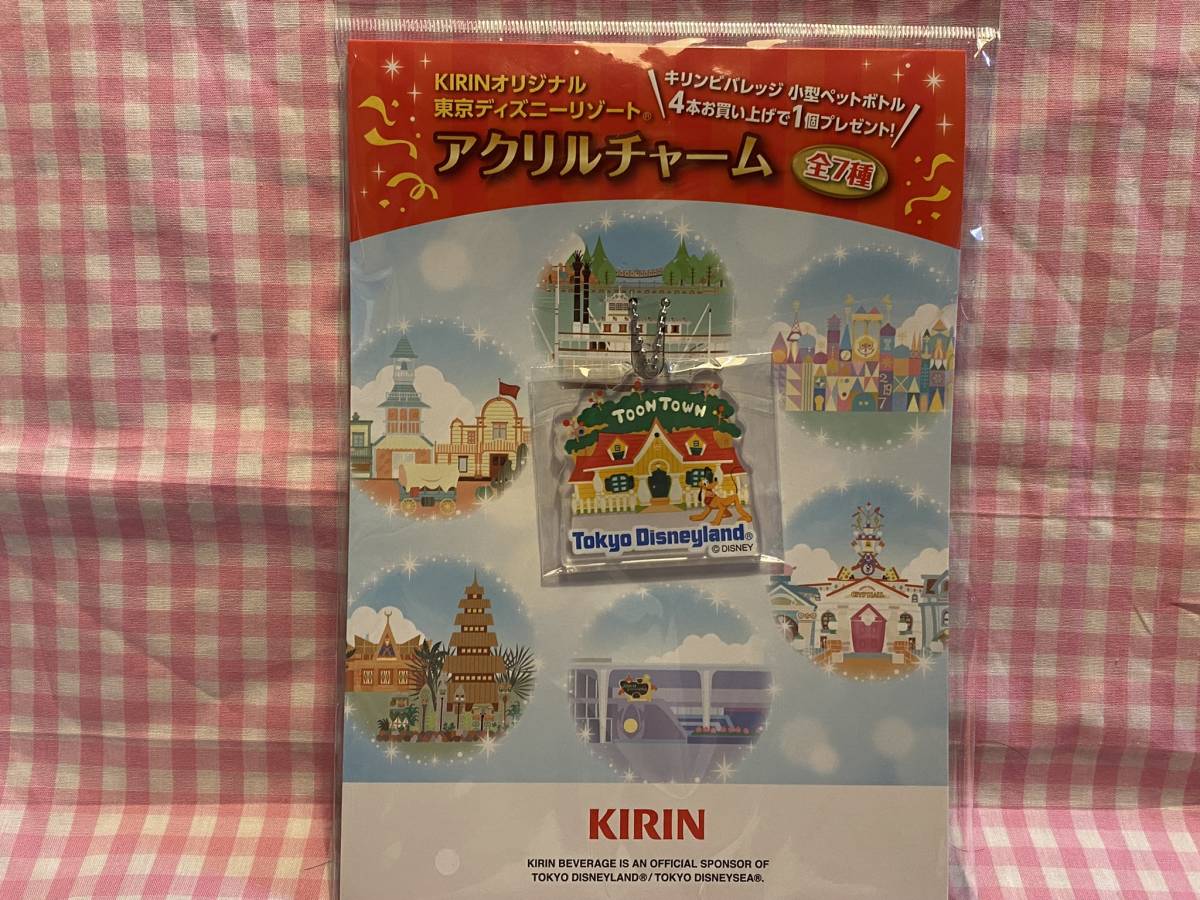 KIRINオリジナル
東京ディズニーリゾート®
アクリルチャーム
キリンビバレッジ 小型ペットボトル
4本お買い上げで1個プレゼント!
全7種
TOONTOWN
Tokyo Disneyland®
© DISNEY
CITY HALL
KIRIN
KIRIN BEVERAGE IS AN OFFICIAL SPONSOR OF
TOKYO DISNEYLAND®/ TOKYO DISNEYSEA®.